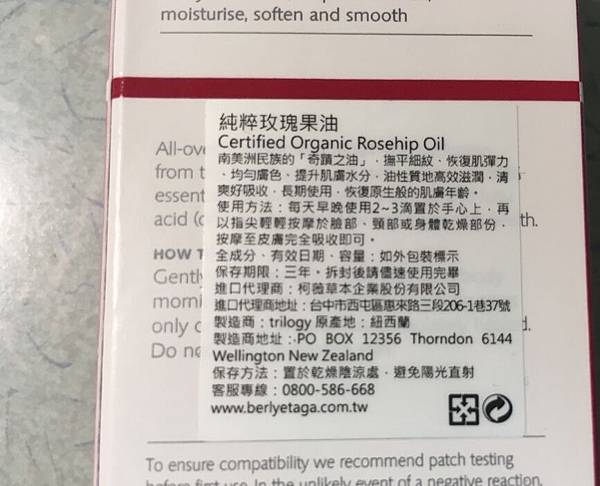 moisturise, soften and smooth
純粹玫瑰果油
Certified Organic Rosehip Oil
南美洲民族的「奇蹟之油」，撫平細紋、恢復肌彈力
、均勻膚色、提升肌膚水分，油性質地高效滋潤，清
爽好吸收，長期使用，恢復原生般的肌膚年齡。
使用方法：每天早晚使用2~3滴置於手心上，再
以指尖輕輕按摩於臉部、頸部或身體乾燥部份，
按摩至皮膚完全吸收即可。
全成分、有效日期、容量：如外包裝標示
保存期限：三年。拆封後請儘速使用完畢
進口代理商：柯薇草本企業股份有限公司
進口代理商地址：台中市西屯區惠來路三段206-1巷37號
製造商：trilogy 原產地：紐西蘭
製造商地址：PO BOX 12356 Thorndon 6144
Wellington New Zealand
保存方法：置於乾燥陰涼處，避免陽光直射
客服專線：0800-586-668
www.berlyetaga.com.tw
All-ov
from t
essent
acid (
th.
HOW T
Gentl
morni
only
d.
Do no
To ensure compatibility we recommend patch testing
before first use. In the unlikely event of a negative reaction,